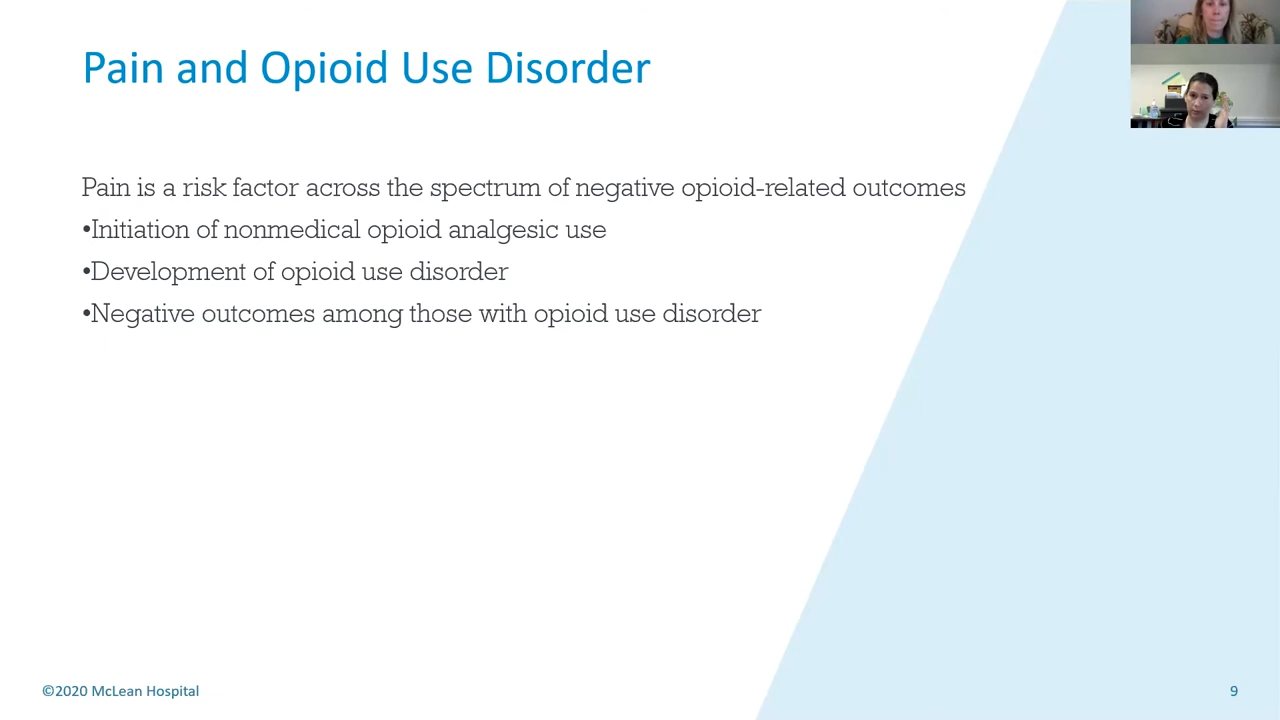 Pain and Opioid Use Disorder
Pain is a risk factor across the spectrum of negative opioid-related outcomes
•Initiation of nonmedical opioid analgesic use
•Development of opioid use disorder
•Negative outcomes among those with opioid use disorder
©2020 McLean Hospital
9